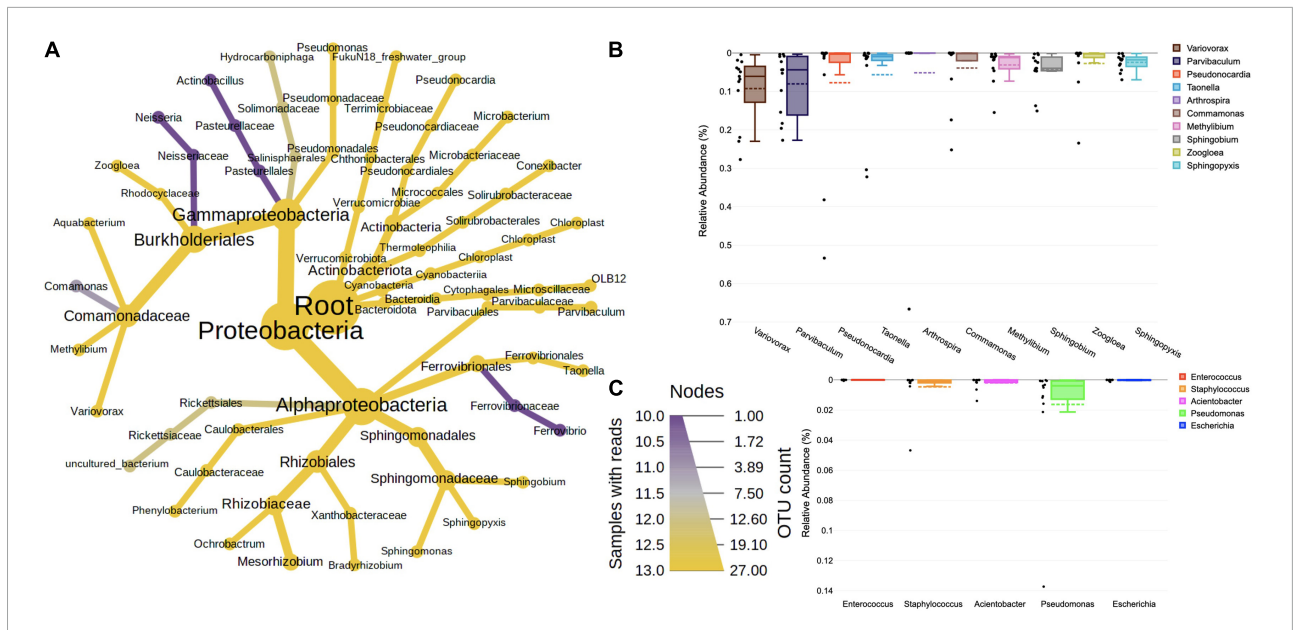 A
Pseudomonas
Hydrocarboniphaga
FukuN18_freshwater_group
Actinobacillus
Pseudonocardia
Solimonadaceae
Pseudomonadaceae
Terrimicrobiaceae
Neisseria
Pasteurellaceae
Pseudonocardiaceae
Microbacterium
Neisseriaceae
Salinisphaerales
Pseudomonadales
Chthoniobacterales
Microbacteriaceae
Zoogloea
Pasteurellales
Pseudonocardiales
Conexibacter
Rhodocyclaceae
Micrococcales
Solirubrobacteraceae
Verrucomicrobiae
Gammaproteobacteria
Aquabacterium
Actinobacteria
Solirubrobacterales
Chloroplast
Burkholderiales
Thermoleophilia
Chloroplast
Verrucomicrobiota
Chloroplast
Actinobacteriota
Cyanobacteriia
Comamonas
Cyanobacteria
OLB12
Cytophagales
Microscillaceae
Root
Bacteroidia
Parvibaculaceae
Comamonadaceae
Bacteroidota
Parvibaculales
Parvibaculum
Proteobacteria
Methylibium
Ferrovibrionales
Ferrovibrionales
Taonella
Variovorax
Rickettsiales
Alphaproteobacteria
Ferrovibrionaceae
Rickettsiaceae
Caulobacterales
Sphingomonadales
Ferrovibrio
uncultured_bacterium
Caulobacteraceae
Rhizobiales
Sphingomonadaceae
Sphingobium
Phenylobacterium
Rhizobiaceae
Xanthobacteraceae
Sphingopyxis
Ochrobactrum
Mesorhizobium
Bradyrhizobium
Sphingomonas
B
Relative Abundance (%)
0
0.1
0.2
0.3
0.4
0.5
0.6
0.7
Variovorax
Parvibaculum
Pseudonocardia
Taonella
Arthrospira
Commamonas
Methylibium
Sphingobium
Zoogloea
Sphingopyxis
Variovorax
Parvibaculum
Pseudonocardia
Taonella
Arthrospira
Commamonas
Methylibium
Sphingobium
Zoogloea
Sphingopyxis
C
Nodes
Samples with reads
10.0 1.00
10.5 1.72
11.0 3.89
11.5 7.50
12.0 12.60
12.5 19.10
13.0 27.00
OTU count
Relative Abundance (%)
0
0.02
0.04
0.06
0.08
0.1
0.12
0.14
Enterococcus
Staphylococcus
Acientobacter
Pseudomonas
Escherichia
Enterococcus
Staphylococcus
Acientobacter
Pseudomonas
Escherichia